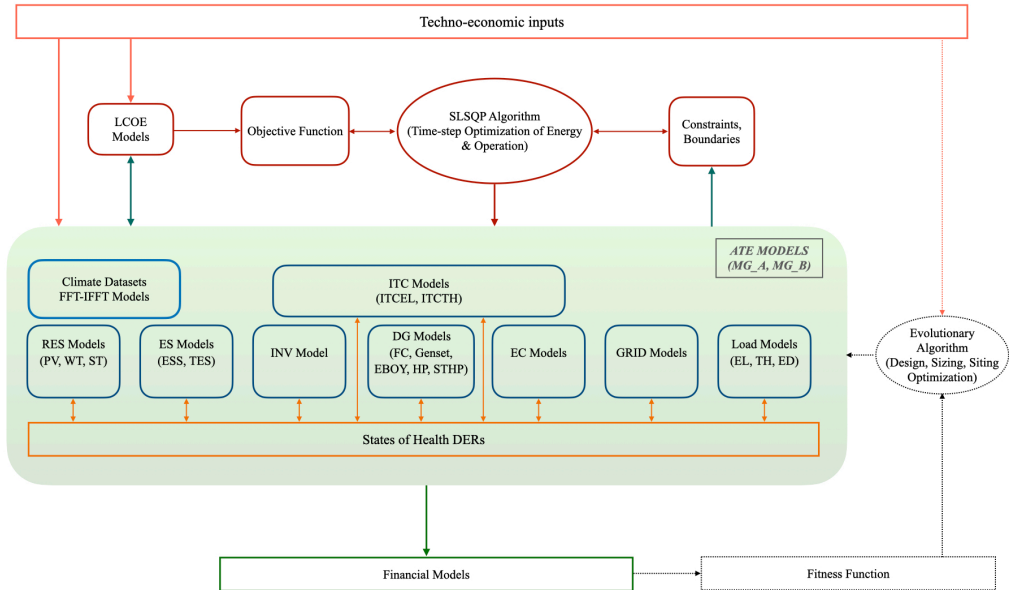 Techno-economic inputs
LCOE
Models
Objective Function
SLSQP Algorithm
(Time-step Optimization of Energy
& Operation)
Constraints,
Boundaries
ATE MODELS
(MG_A, MG_B)
Climate Datasets
FFT-IFFT Models
ITC Models
(ITCEL, ITCTH)
RES Models
(PV, WT, ST)
ES Models
(ESS, TES)
INV Model
DG Models
(FC, Genset,
EBOY, HP, STHP)
EC Models
GRID Models
Load Models
(EL, TH, ED)
Evolutionary
Algorithm
(Design, Sizing, Siting
Optimization)
States of Health DERs
Financial Models
Fitness Function